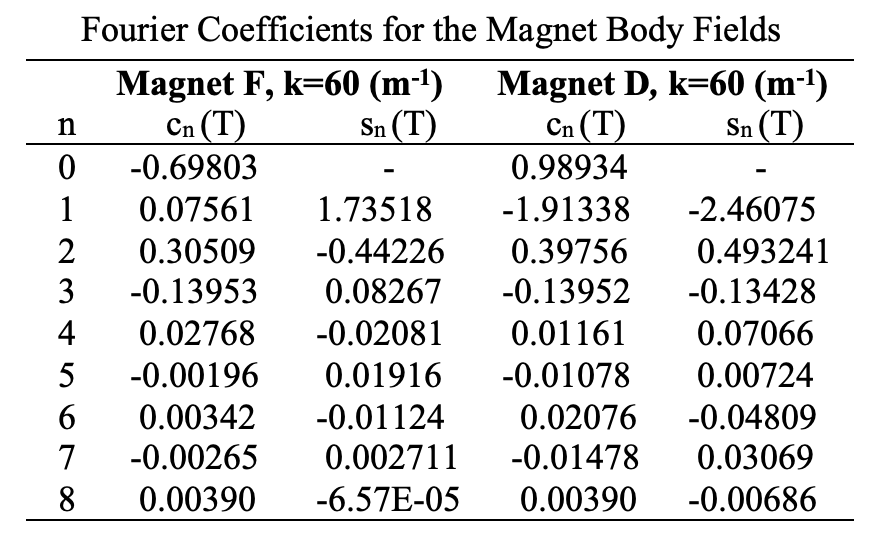 Fourier Coefficients for the Magnet Body Fields
Magnet F, k=60 (m-1) Magnet D, k=60 (m-1)
n cn (T) sn (T) cn (T) sn (T)
0 -0.69803 - 0.98934 -
1 0.07561 1.73518 -1.91338 -2.46075
2 0.30509 -0.44226 0.39756 0.493241
3 -0.13953 0.08267 -0.13952 -0.13428
4 0.02768 -0.02081 0.01161 0.07066
5 -0.00196 0.01916 -0.01078 0.00724
6 0.00342 -0.01124 0.02076 -0.04809
7 -0.00265 0.002711 -0.01478 0.03069
8 0.00390 -6.57E-05 0.00390 -0.00686